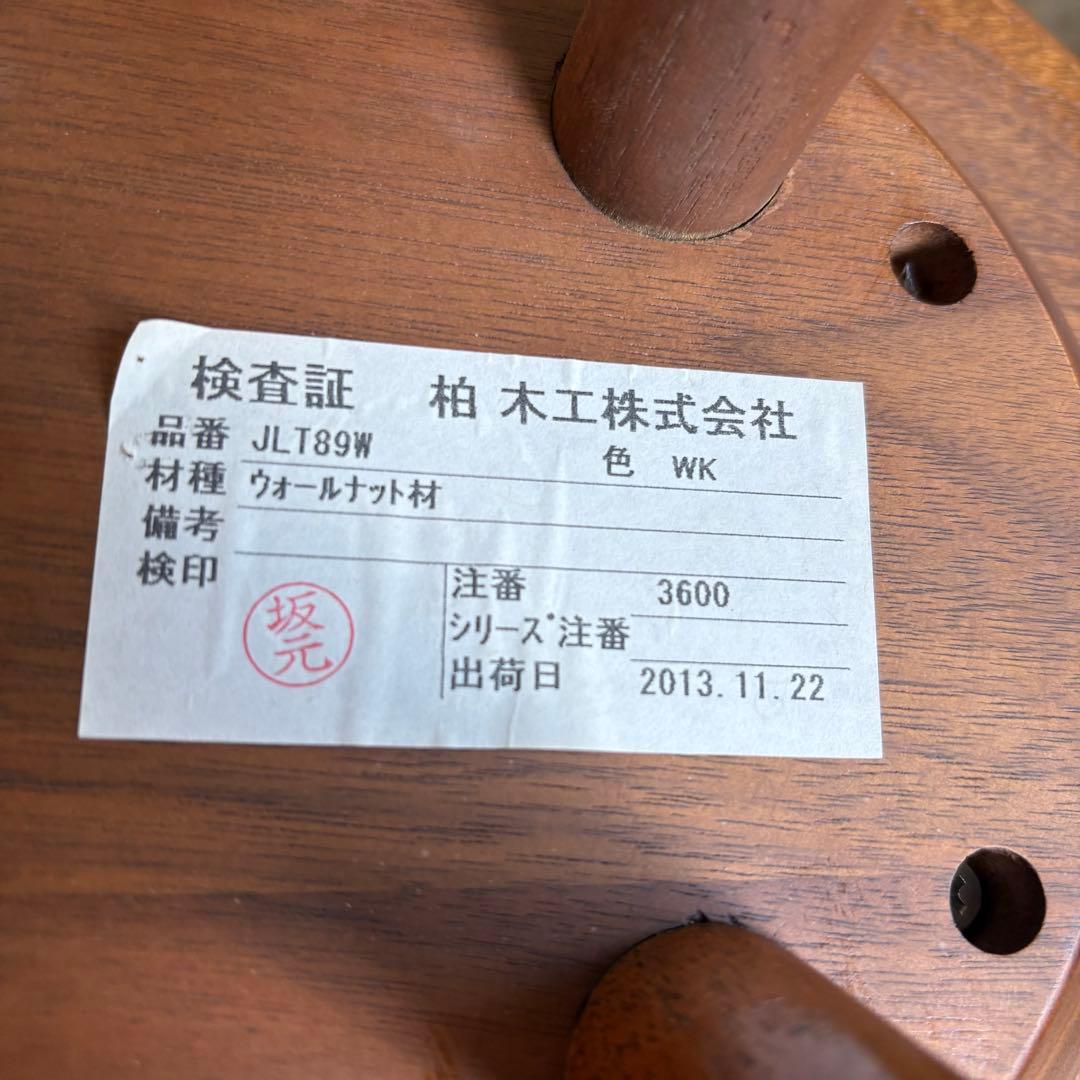 検査証 柏 木工株式会社
品番 JLT89W 色 WK
材種 ウォールナット材
備考
検印
坂元
注番 3600
シリーズ注番
出荷日 2013.11.22